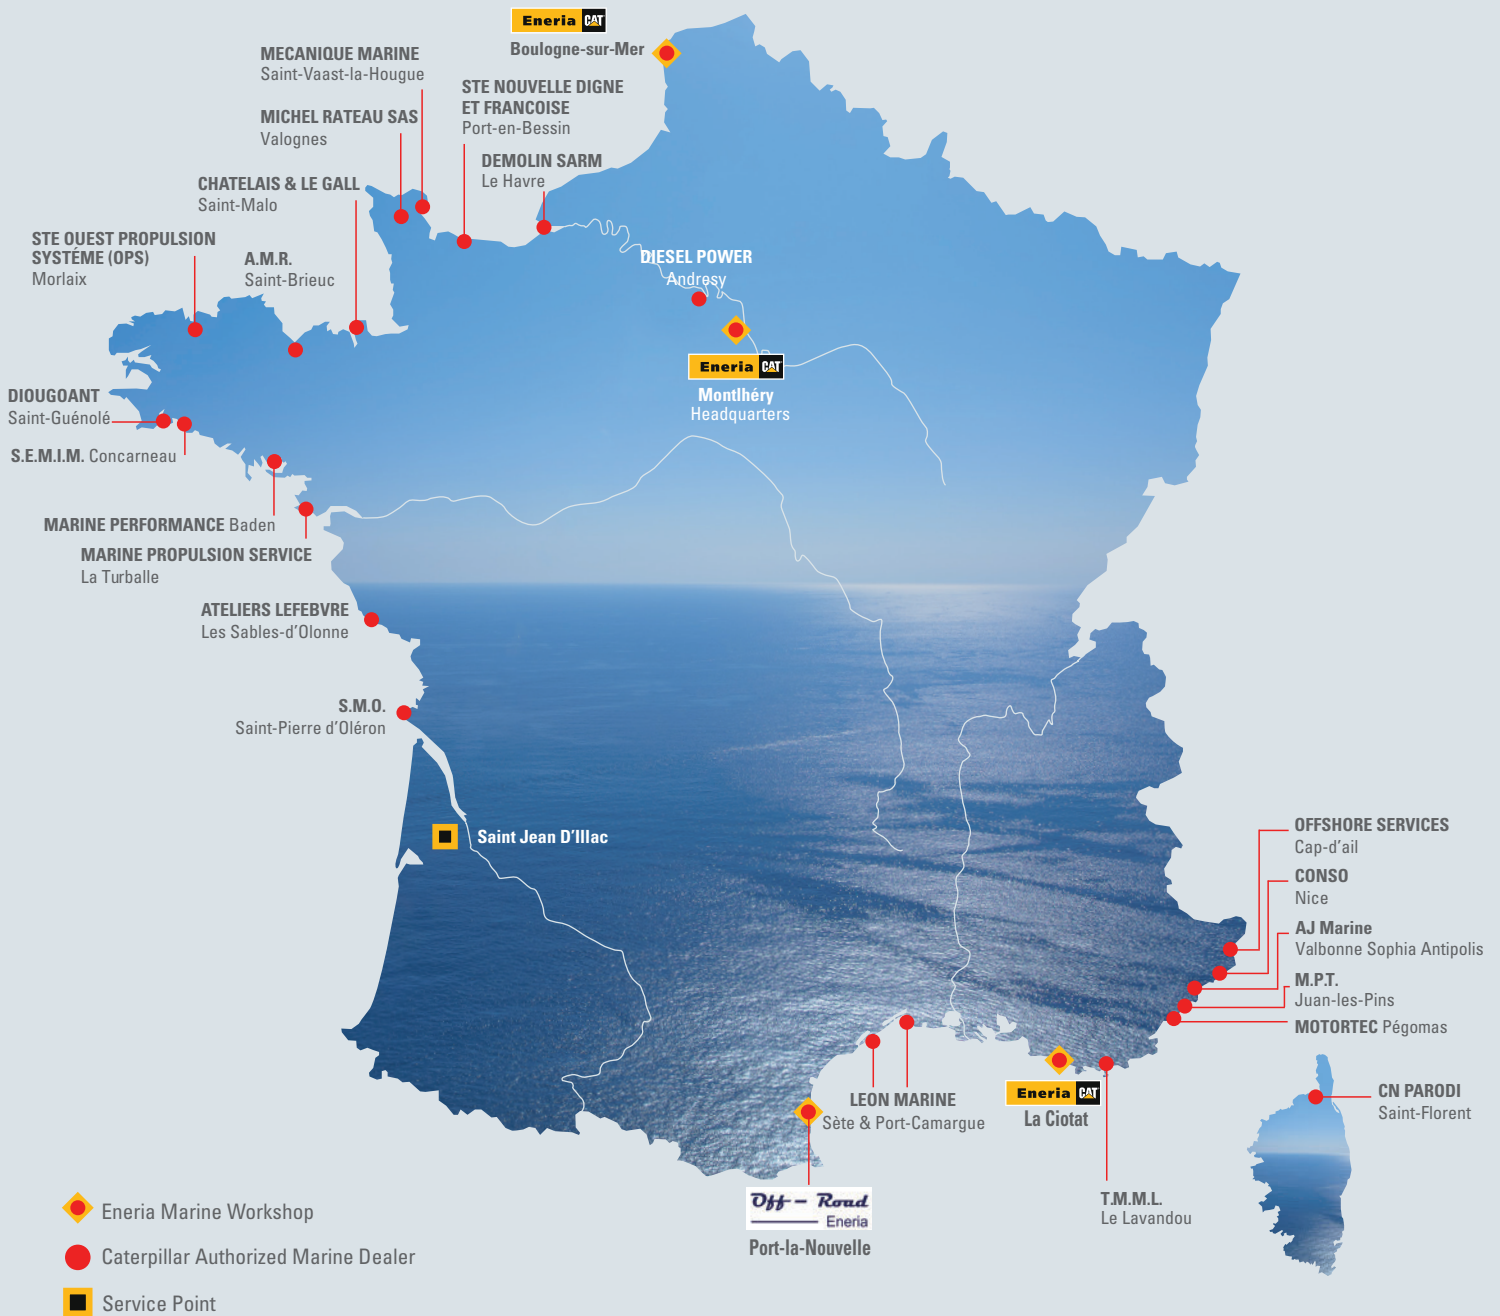 Eneria CAT
Boulogne-sur-Mer
MECANIQUE MARINE
Saint-Vaast-la-Hougue
STE NOUVELLE DIGNE
ET FRANCOISE
Port-en-Bessin
MICHEL RATEAU SAS
Valognes
DEMOLIN SARM
Le Havre
CHATELAIS & LE GALL
Saint-Malo
STE OUEST PROPULSION
SYSTÉME (OPS)
Morlaix
A.M.R.
Saint-Brieuc
DIESEL POWER
Andresy
Eneria CAT
Montlhéry
Headquarters
DIOUGOANT
Saint-Guénolé
S.E.M.I.M. Concarneau
MARINE PERFORMANCE Baden
MARINE PROPULSION SERVICE
La Turballe
ATELIERS LEFEBVRE
Les Sables-d'Olonne
S.M.O.
Saint-Pierre d'Oléron
Saint Jean D'Illac
OFFSHORE SERVICES
Cap-d'ail
CONSO
Nice
AJ Marine
Valbonne Sophia Antipolis
M.P.T.
Juan-les-Pins
MOTORTEC Pégomas
LEON MARINE
Sète & Port-Camargue
Eneria CAT
La Ciotat
CN PARODI
Saint-Florent
T.M.M.L.
Le Lavandou
Off - Road
Eneria
Port-la-Nouvelle
Eneria Marine Workshop
Caterpillar Authorized Marine Dealer
Service Point